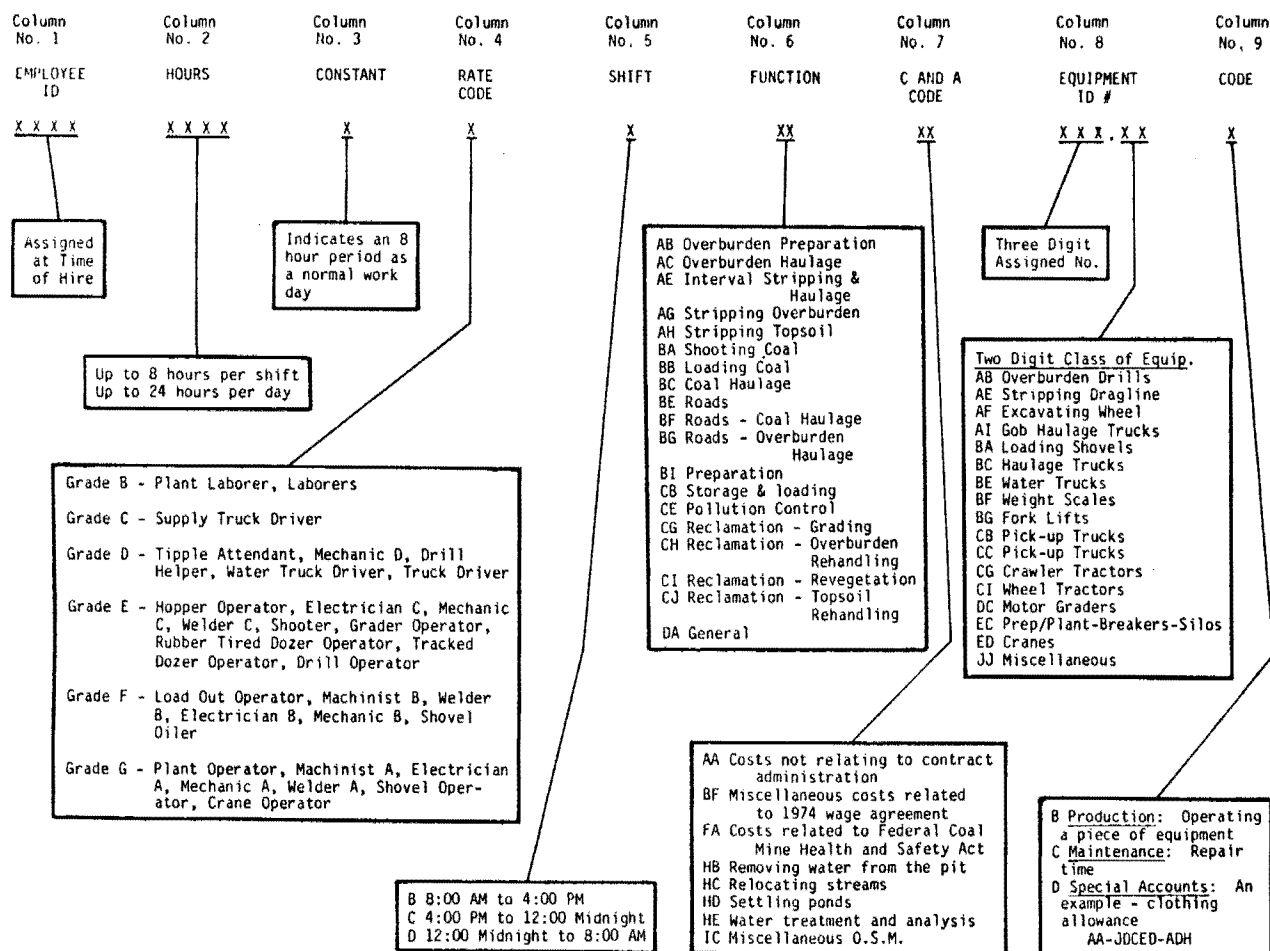 Column No. 1
Column No. 2
Column No. 3
Column No. 4
Column No. 5
Column No. 6
Column No. 7
Column No. 8
Column No. 9
EMPLOYEE ID
HOURS
CONSTANT
RATE CODE
SHIFT
FUNCTION
C AND A CODE
EQUIPMENT ID #
CODE
X X X X
X X X X
X
X
X
XX
XX
X X X . X X
X
Assigned
at Time
of Hire
Indicates an 8
hour period as
a normal work
day
Up to 8 hours per shift
Up to 24 hours per day
Grade B - Plant Laborer, Laborers
Grade C - Supply Truck Driver
Grade D - Tipple Attendant, Mechanic D, Drill
Helper, Water Truck Driver, Truck Driver
Grade E - Hopper Operator, Electrician C, Mechanic
C, Welder C, Shooter, Grader Operator,
Rubber Tired Dozer Operator, Tracked
Dozer Operator, Drill Operator
Grade F - Load Out Operator, Machinist B, Welder
B, Electrician B, Mechanic B, Shovel
Oiler
Grade G - Plant Operator, Machinist A, Electrician
A, Mechanic A, Welder A, Shovel Oper-
ator, Crane Operator
B 8:00 AM to 4:00 PM
C 4:00 PM to 12:00 Midnight
D 12:00 Midnight to 8:00 AM
AB Overburden Preparation
AC Overburden Haulage
AE Interval Stripping &
Haulage
AG Stripping Overburden
AH Stripping Topsoil
BA Shooting Coal
BB Loading Coal
BC Coal Haulage
BE Roads
BF Roads - Coal Haulage
BG Roads - Overburden
Haulage
BI Preparation
CB Storage & loading
CE Pollution Control
CG Reclamation - Grading
CH Reclamation - Overburden
Rehandling
CI Reclamation - Revegetation
CJ Reclamation - Topsoil
Rehandling
DA General
AA Costs not relating to contract
administration
BF Miscellaneous costs related
to 1974 wage agreement
FA Costs related to Federal Coal
Mine Health and Safety Act
HB Removing water from the pit
HC Relocating streams
HD Settling ponds
HE Water treatment and analysis
IC Miscellaneous O.S.M.
Three Digit
Assigned No.
Two Digit Class of Equip.
AB Overburden Drills
AE Stripping Dragline
AF Excavating Wheel
AI Gob Haulage Trucks
BA Loading Shovels
BC Haulage Trucks
BE Water Trucks
BF Weight Scales
BG Fork Lifts
CB Pick-up Trucks
CC Pick-up Trucks
CG Crawler Tractors
CI Wheel Tractors
DC Motor Graders
EC Prep/Plant-Breakers-Silos
ED Cranes
JJ Miscellaneous
B Production: Operating
a piece of equipment
C Maintenance: Repair
time
D Special Accounts: An
example - clothing
allowance
AA-JDCED-ADH